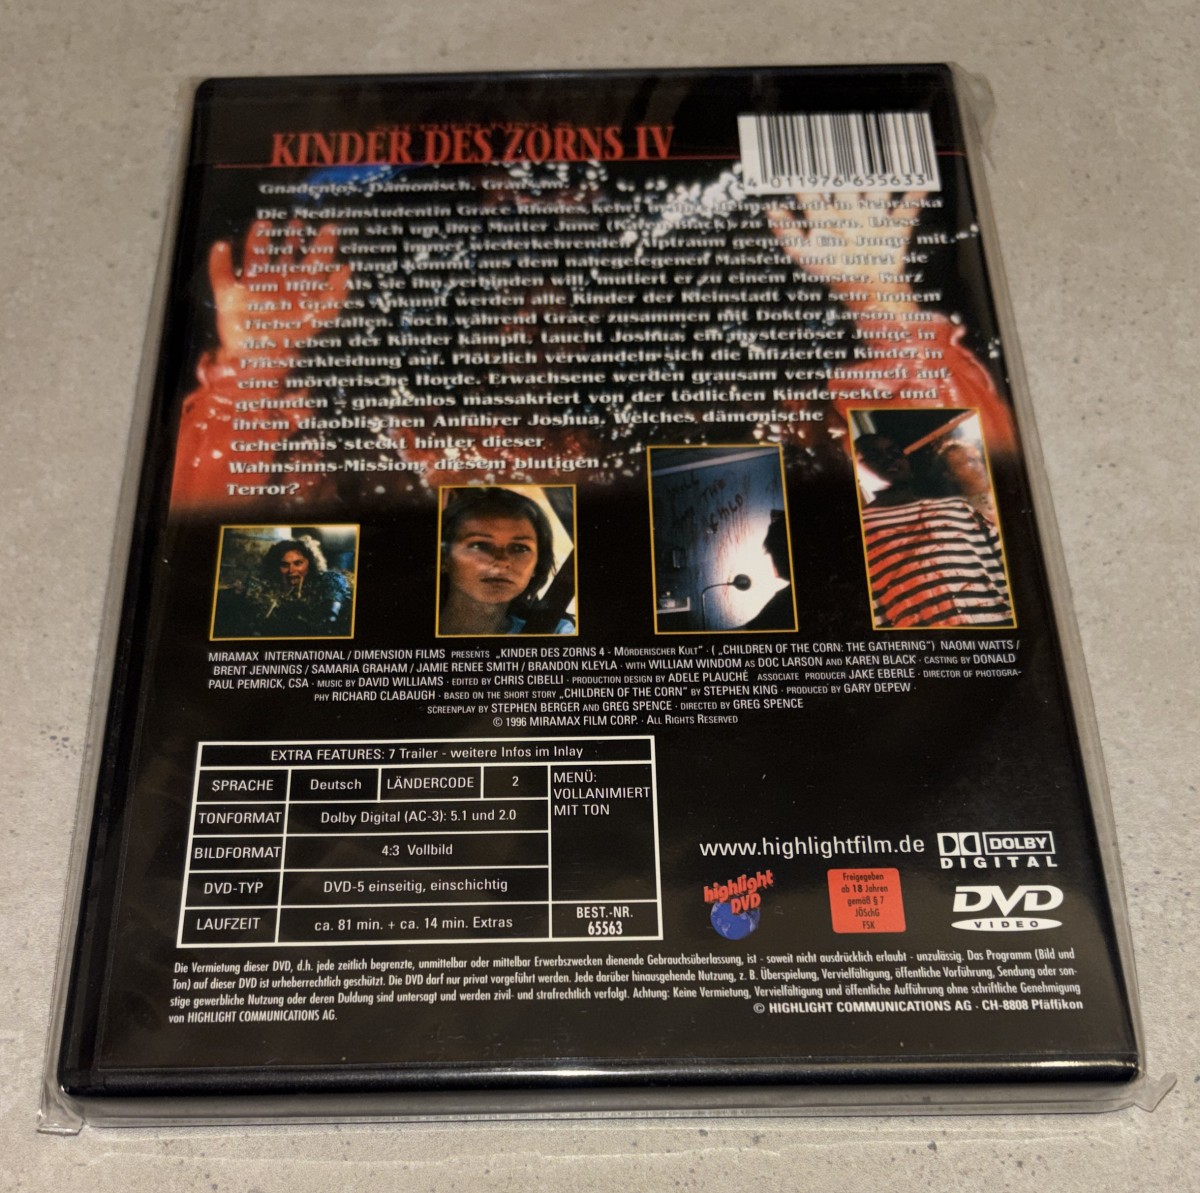 KINDER DES ZORNS IV
4 011976 655633
Gnadenlos. Dämonisch. Grausam.
Die Medizinstudentin Grace Rhodes kehrt in ihre Heimatstadt in Nebraska
zurück, um sich um ihre Mutter June (Karen Black) zu kümmern. Diese
wird von einem immer wiederkehrenden Alptraum gequält: Ein Junge mit
blutender Hand kommt aus dem nahegelegenen Maisfeld und bittet sie
um Hilfe. Als sie ihn verbinden will, mutiert er zu einem Monster. Kurz
nach Graces Ankunft werden alle Kinder der Kleinstadt von sehr hohem
Fieber befallen. Noch während Grace zusammen mit Doktor Larson um
das Leben der Kinder kämpft, taucht Joshua, ein mysteriöser Junge in
Priesterkleidung auf. Plötzlich verwandeln sich die infizierten Kinder in
eine mörderische Horde. Erwachsene werden grausam verstümmelt auf-
gefunden - gnadenlos massakriert von der tödlichen Kindersekte und
ihrem diaoblischen Anführer Joshua. Welches dämonische
Geheimnis steckt hinter dieser
Wahnsinns-Mission, diesem blutigen
Terror?
THE
CHILD
MIRAMAX INTERNATIONAL / DIMENSION FILMS PRESENTS „KINDER DES ZORNS 4 - MÖRDERISCHER KULT" · ( „CHILDREN OF THE CORN: THE GATHERING") NAOMI WATTS /
BRENT JENNINGS / SAMARIA GRAHAM / JAMIE RENEE SMITH / BRANDON KLEYLA · WITH WILLIAM WINDOM AS DOC LARSON AND KAREN BLACK · CASTING BY DONALD
PAUL PEMRICK, CSA · MUSIC BY DAVID WILLIAMS · EDITED BY CHRIS CIBELLI · PRODUCTION DESIGN BY ADELE PLAUCHÉ ASSOCIATE PRODUCER JAKE EBERLE · DIRECTOR OF PHOTOGRA-
PHY RICHARD CLABAUGH · BASED ON THE SHORT STORY „CHILDREN OF THE CORN" BY STEPHEN KING · PRODUCED BY GARY DEPEW ·
SCREENPLAY BY STEPHEN BERGER AND GREG SPENCE · DIRECTED BY GREG SPENCE
© 1996 MIRAMAX FILM CORP. · ALL RIGHTS RESERVED
EXTRA FEATURES: 7 Trailer - weitere Infos im Inlay
SPRACHE Deutsch LÄNDERCODE 2
MENÜ:
VOLLANIMIERT
MIT TON
TONFORMAT Dolby Digital (AC-3): 5.1 und 2.0
BILDFORMAT 4:3 Vollbild
DVD-TYP DVD-5 einseitig, einschichtig
LAUFZEIT ca. 81 min. + ca. 14 min. Extras
BEST.-NR.
65563
www.highlightfilm.de
DOLBY
DIGITAL
highlight
DVD
Freigegeben
ab 18 Jahren
gemäß § 7
JÖSchG
FSK
DVD
VIDEO
Die Vermietung dieser DVD, d.h. jede zeitlich begrenzte, unmittelbar oder mittelbar Erwerbszwecken dienende Gebrauchsüberlassung, ist - soweit nicht ausdrücklich erlaubt - unzulässig. Das Programm (Bild und
Ton) auf dieser DVD ist urheberrechtlich geschützt. Die DVD darf nur privat vorgeführt werden. Jede darüber hinausgehende Nutzung, z. B. Überspielung, Vervielfältigung, öffentliche Vorführung, Sendung oder son-
stige gewerbliche Nutzung oder deren Duldung sind untersagt und werden zivil- und strafrechtlich verfolgt. Achtung: Keine Vermietung, Vervielfältigung und öffentliche Aufführung ohne schriftliche Genehmigung
von HIGHLIGHT COMMUNICATIONS AG.
© HIGHLIGHT COMMUNICATIONS AG · CH-8808 Pfäffikon